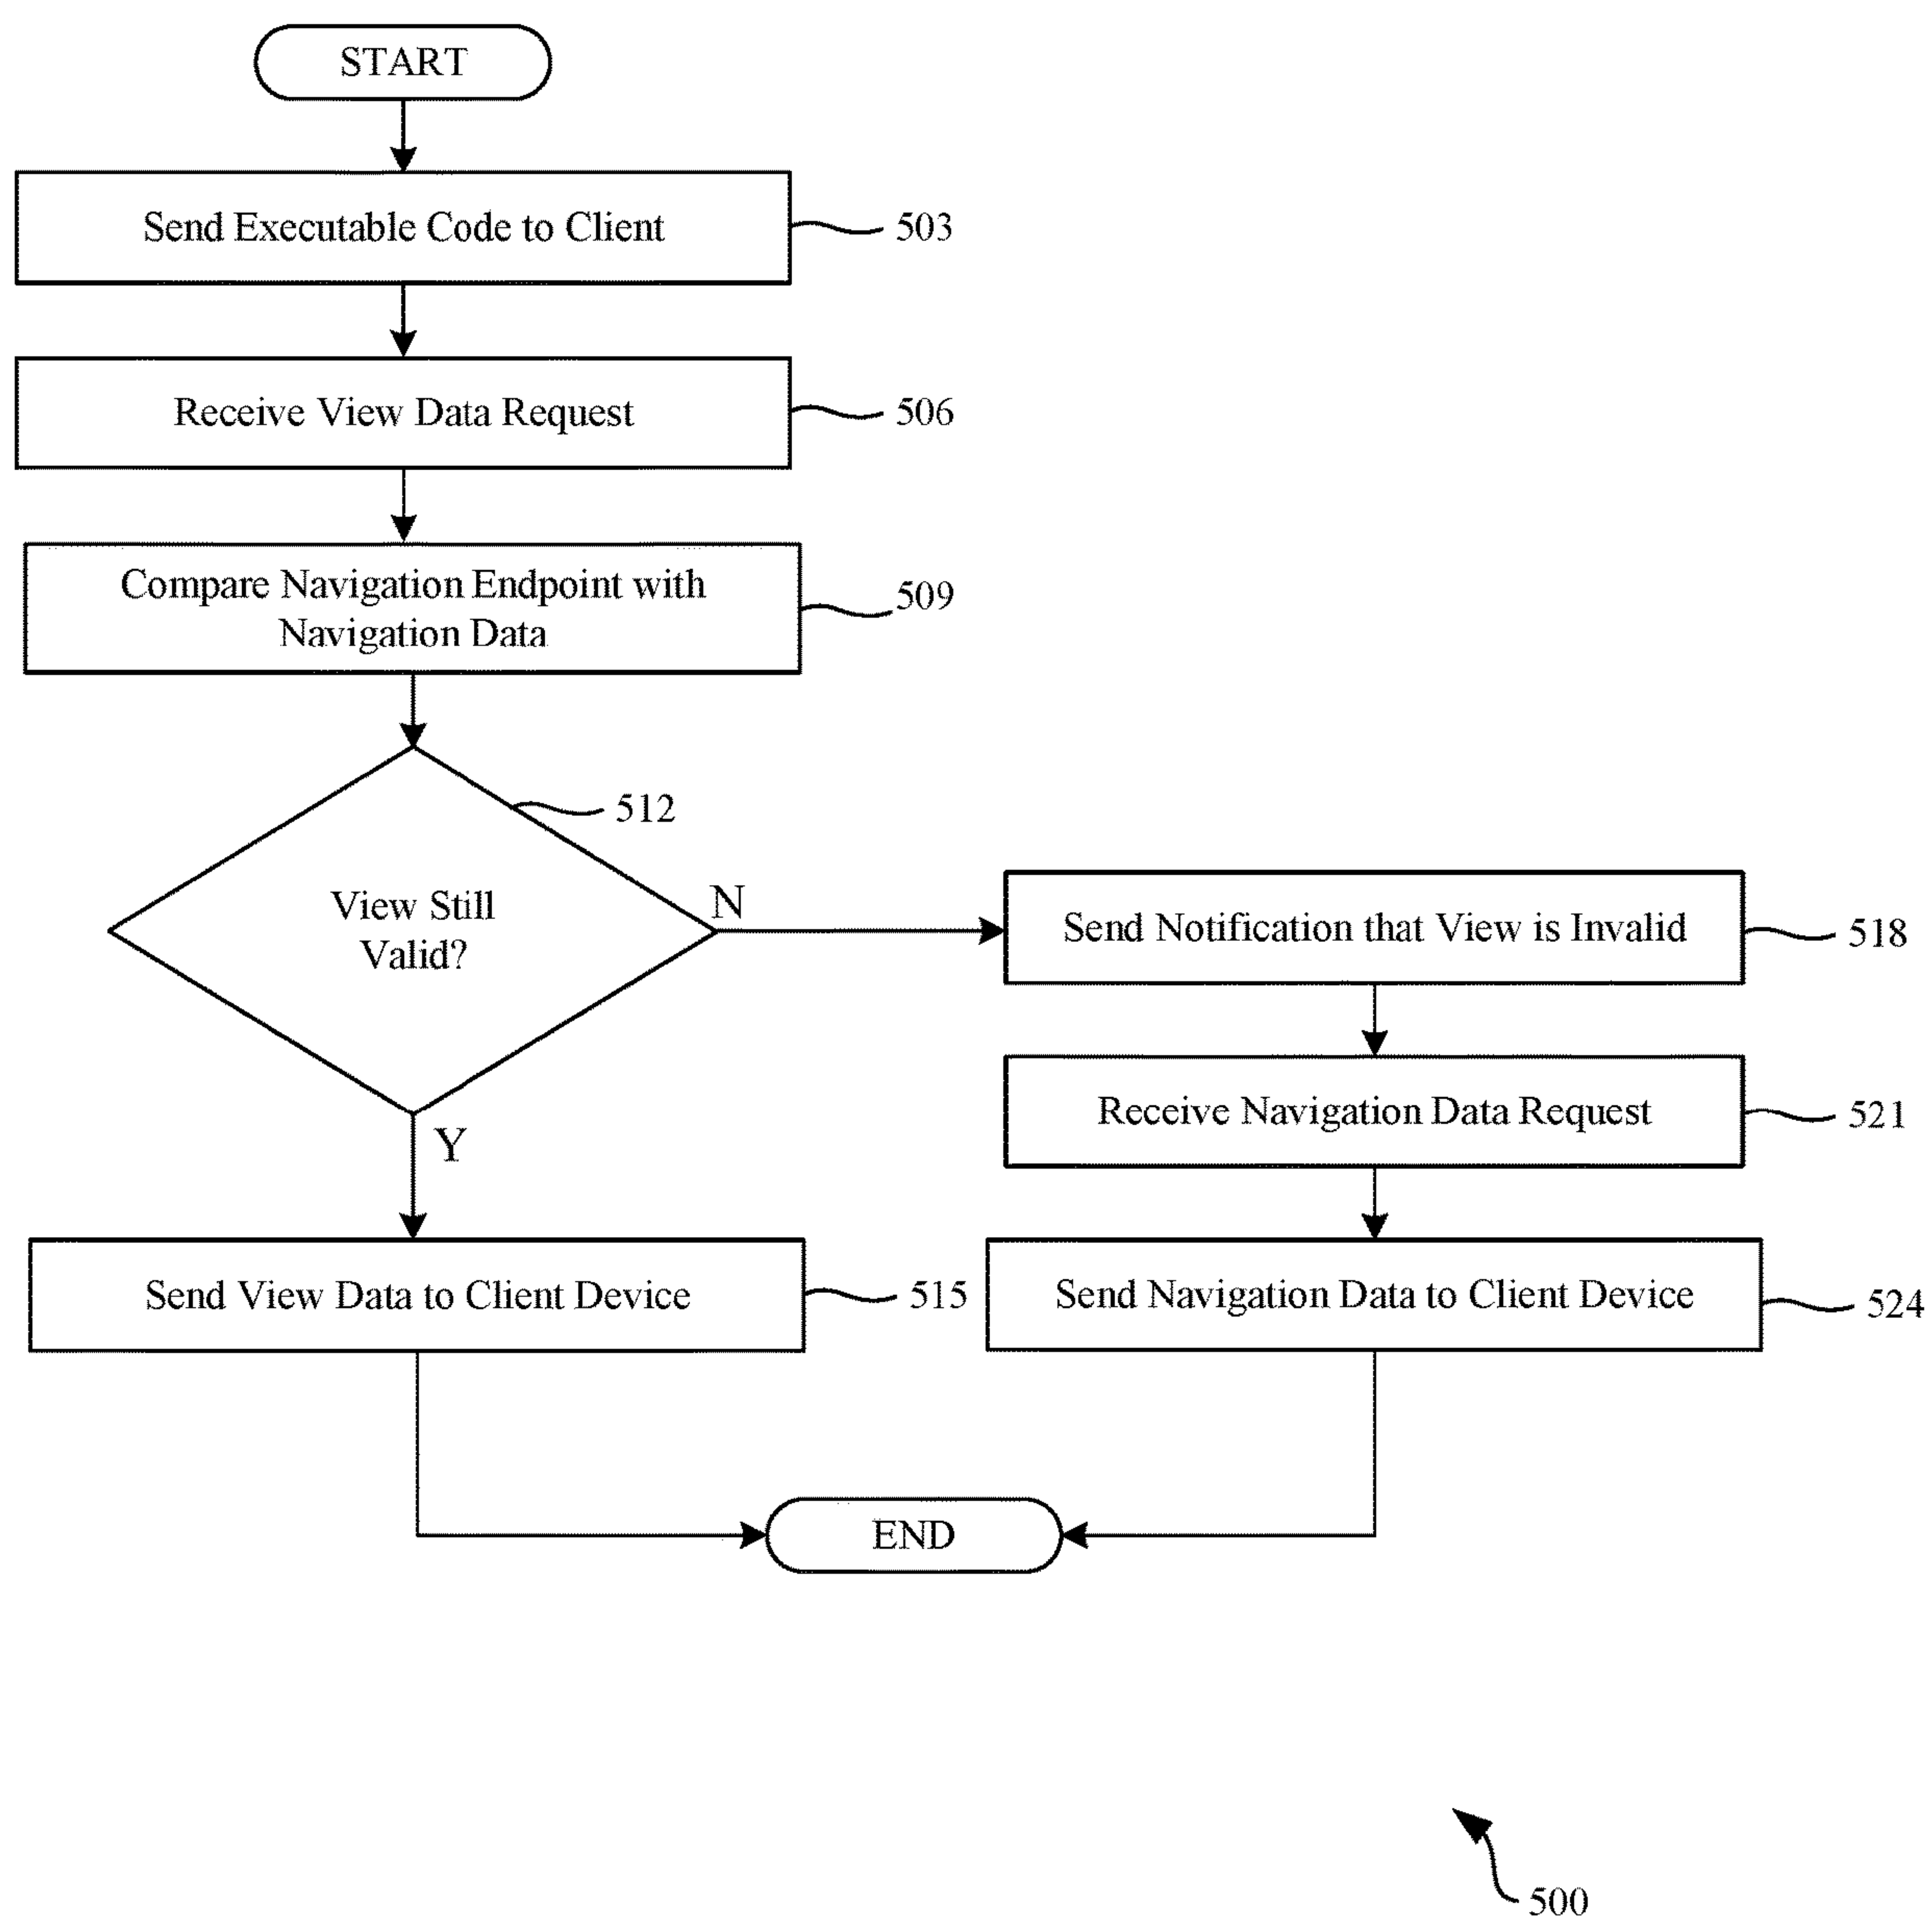 START
Send Executable Code to Client
503
Receive View Data Request
506
Compare Navigation Endpoint with
Navigation Data
509
512
View Still
Valid?
N
Y
Send Notification that View is Invalid
518
Receive Navigation Data Request
521
Send View Data to Client Device
515
Send Navigation Data to Client Device
524
END
500